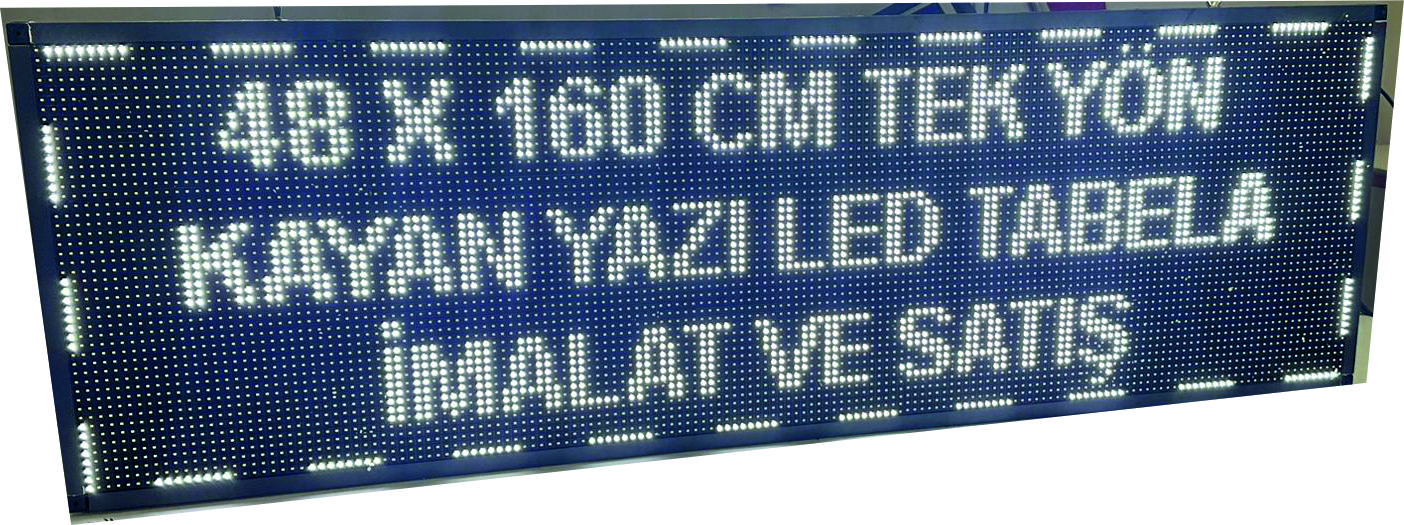 48 X 160 CM TEK YÖN
KAYAN YAZI LED TABELA
İMALAT VE SATIŞ